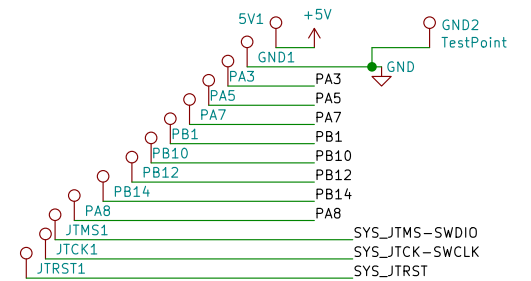 5V1 +5V GND2
TestPoint
GND1 GND
PA3 PA3
PA5 PA5
PA7 PA7
PB1 PB1
PB10 PB10
PB12 PB12
PB14 PB14
PA8 PA8
JTMS1 SYS_JTMS-SWDIO
JTCK1 SYS_JTCK-SWCLK
JTRST1 SYS_JTRST